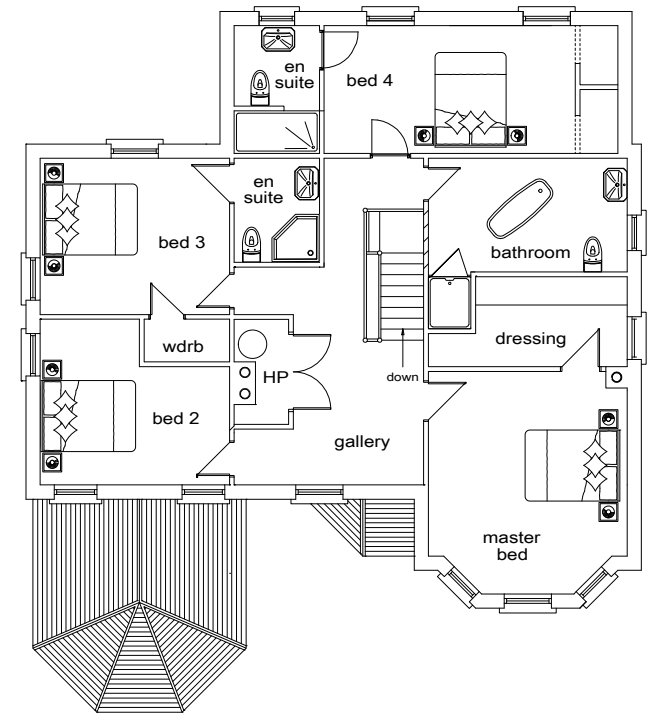 en
suite
bed 4
en
suite
bed 3
bathroom
wdrb
dressing
HP
down
bed 2
gallery
master
bed